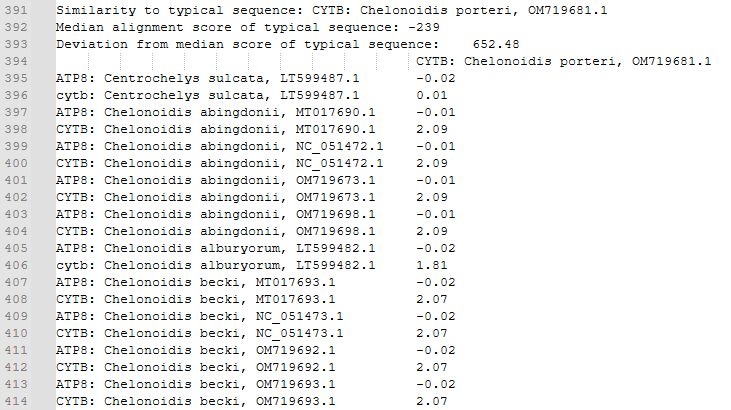 391 Similarity to typical sequence: CYTB: Chelonoidis porteri, OM719681.1
392 Median alignment score of typical sequence: -239
393 Deviation from median score of typical sequence: 652.48
394 CYTB: Chelonoidis porteri, OM719681.1
395 ATP8: Centrochelys sulcata, LT599487.1 -0.02
396 cytb: Centrochelys sulcata, LT599487.1 0.01
397 ATP8: Chelonoidis abingdonii, MT017690.1 -0.01
398 CYTB: Chelonoidis abingdonii, MT017690.1 2.09
399 ATP8: Chelonoidis abingdonii, NC_051472.1 -0.01
400 CYTB: Chelonoidis abingdonii, NC_051472.1 2.09
401 ATP8: Chelonoidis abingdonii, OM719673.1 -0.01
402 CYTB: Chelonoidis abingdonii, OM719673.1 2.09
403 ATP8: Chelonoidis abingdonii, OM719698.1 -0.01
404 CYTB: Chelonoidis abingdonii, OM719698.1 2.09
405 ATP8: Chelonoidis alburyorum, LT599482.1 -0.02
406 cytb: Chelonoidis alburyorum, LT599482.1 1.81
407 ATP8: Chelonoidis becki, MT017693.1 -0.02
408 CYTB: Chelonoidis becki, MT017693.1 2.07
409 ATP8: Chelonoidis becki, NC_051473.1 -0.02
410 CYTB: Chelonoidis becki, NC_051473.1 2.07
411 ATP8: Chelonoidis becki, OM719692.1 -0.02
412 CYTB: Chelonoidis becki, OM719692.1 2.07
413 ATP8: Chelonoidis becki, OM719693.1 -0.02
414 CYTB: Chelonoidis becki, OM719693.1 2.07